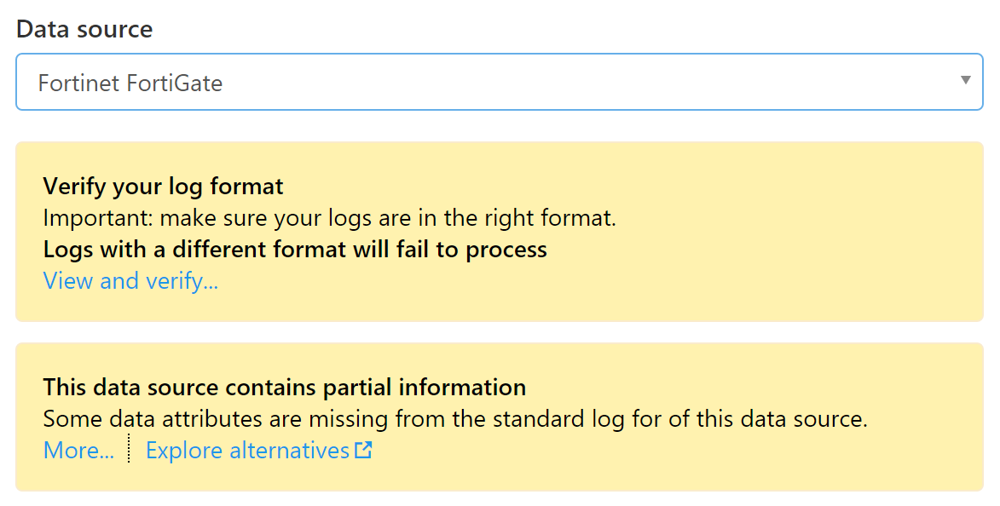 Data source
Fortinet FortiGate
Verify your log format
Important: make sure your logs are in the right format.
Logs with a different format will fail to process
View and verify...
This data source contains partial information
Some data attributes are missing from the standard log for of this data source.
More... Explore alternatives